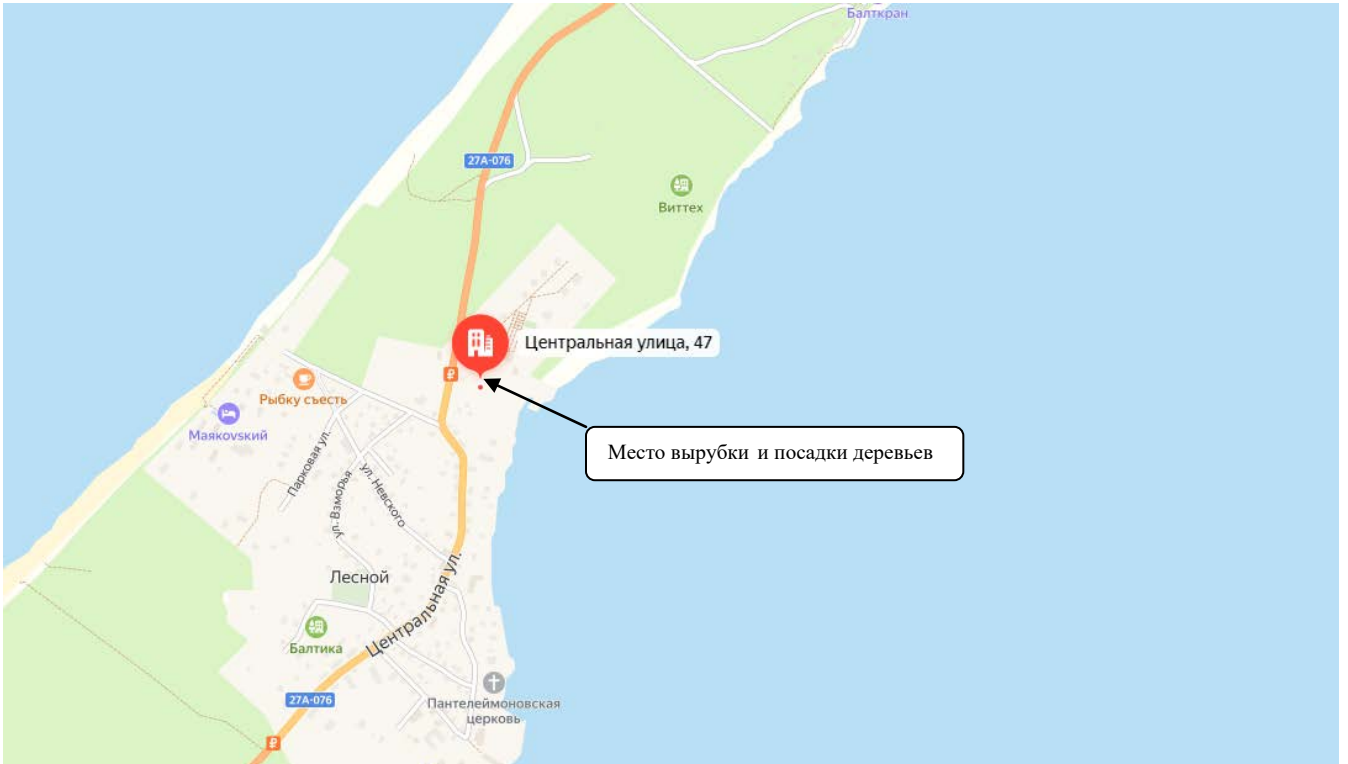 Балткран
27А-076
Виттех
Центральная улица, 47
₽
Рыбку съесть
Маякоvский
Место вырубки и посадки деревьев
Парковая ул.
ул. Взморья
ул. Невского
Лесной
Центральная ул.
Балтика
27А-076
Пантелеймоновская
церковь
₽